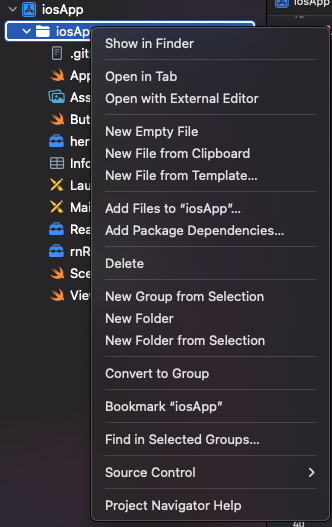 iosApp
iosApp
iosAp
Show in Finder
.git
Open in Tab
App
Open with External Editor
Ass
But
New Empty File
her
New File from Clipboard
Info
New File from Template...
Lau
Mai
Add Files to “iosApp”...
Rea
Add Package Dependencies...
rnR
Sce
Delete
Vie
New Group from Selection
New Folder
New Folder from Selection
Convert to Group
Bookmark “iosApp”
Find in Selected Groups...
Source Control
Project Navigator Help
40